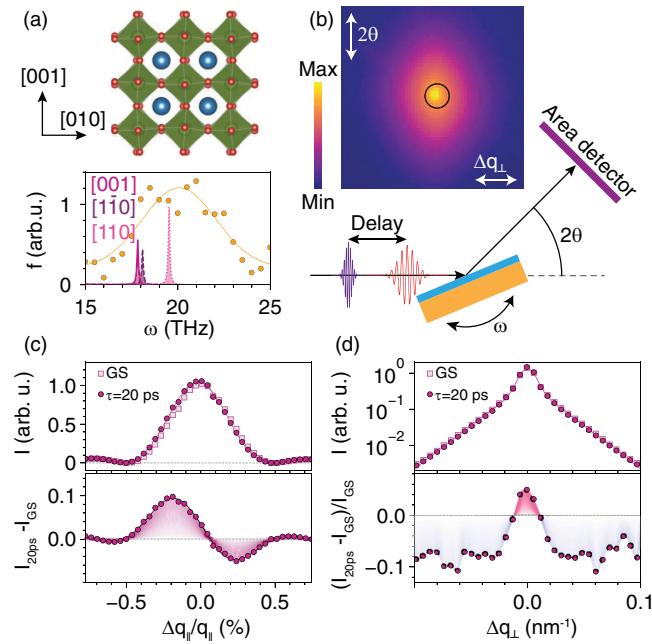 (a)
[001]
[010]
[001]
[11̄0]
[110]
f (arb.u.)
1
0
15
20
25
ω (THz)
(b)
2θ
Max
Min
Δq⊥
Area detector
Delay
2θ
ω
(c)
GS
τ=20 ps
I (arb. u.)
1.0
0.5
0
I20ps -IGS
0.1
0.0
−0.5
0.0
0.5
Δq∥/q∥ (%)
(d)
GS
τ=20 ps
I (arb. u.)
10⁰
10⁻¹
10⁻²
(I20ps -IGS)/IGS
0.0
−0.1
0.0
0.1
Δq⊥ (nm⁻¹)